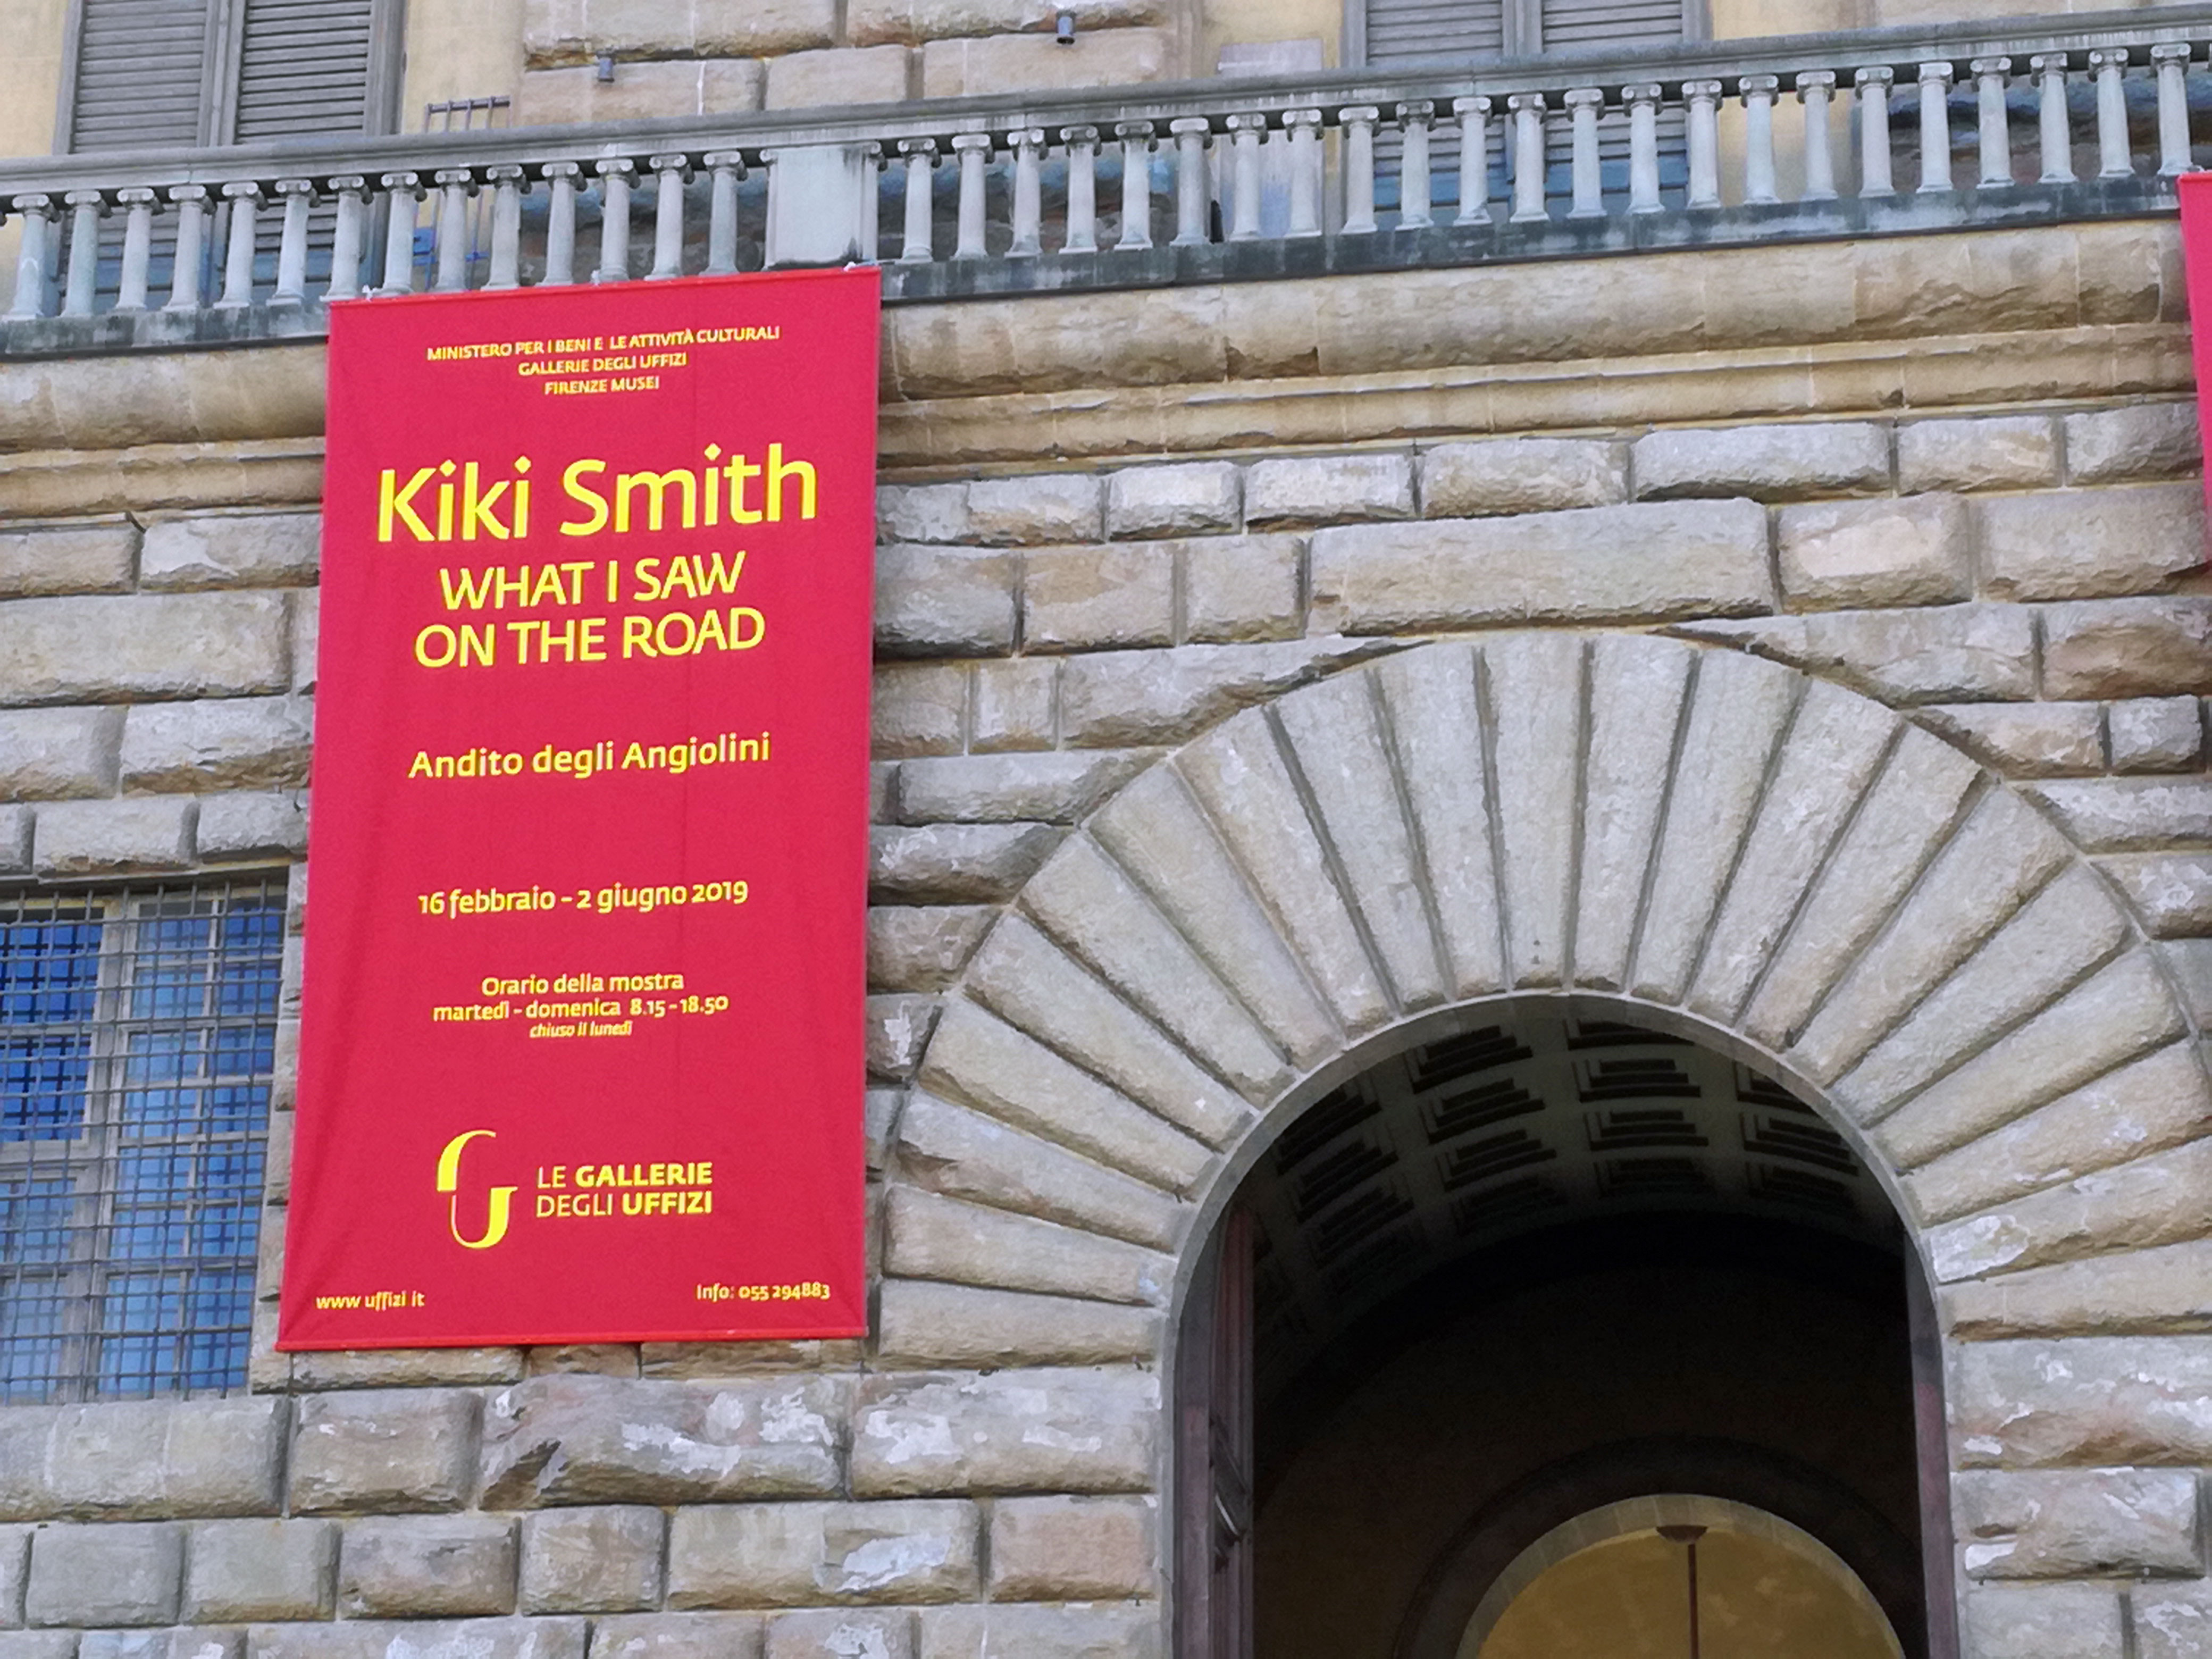 MINISTERO PER I BENI E LE ATTIVITÀ CULTURALI
GALLERIE DEGLI UFFIZI
FIRENZE MUSEI
Kiki Smith
WHAT I SAW
ON THE ROAD
Andito degli Angiolini
16 febbraio - 2 giugno 2019
Orario della mostra
martedì - domenica 8.15 - 18.50
chiuso il lunedì
LE GALLERIE
DEGLI UFFIZI
www uffizi it
info: 055 294883